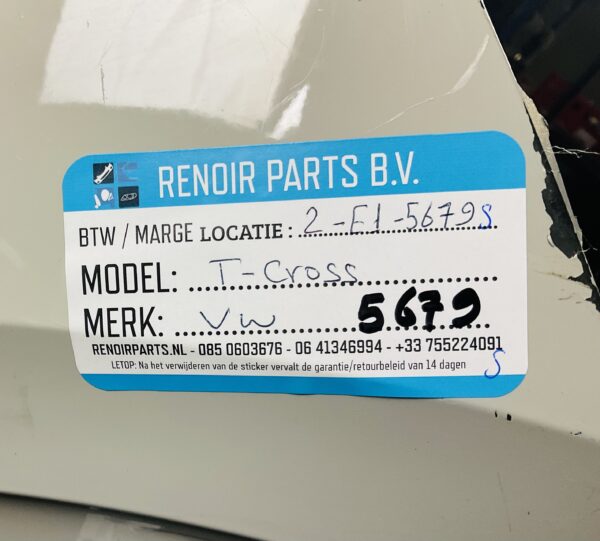 RENOIR PARTS B.V.
BTW / MARGE LOCATIE : 2-E1-5679S
MODEL: T-Cross
MERK: VW 5679
RENOIRPARTS.NL - 085 0603676 - 06 41346994 - +33 755224091
S
LETOP: Na het verwijderen van de sticker vervalt de garantie/retourbeleid van 14 dagen